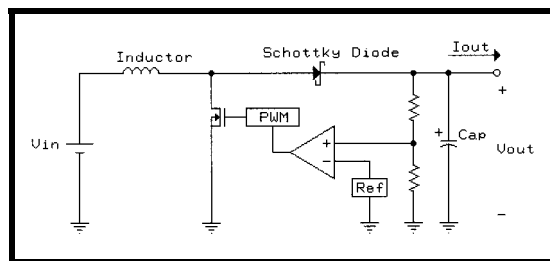 Inductor
Schottky Diode
Iout
+
PWM
Vin
+
−
+
Cap
Vout
Ref
−